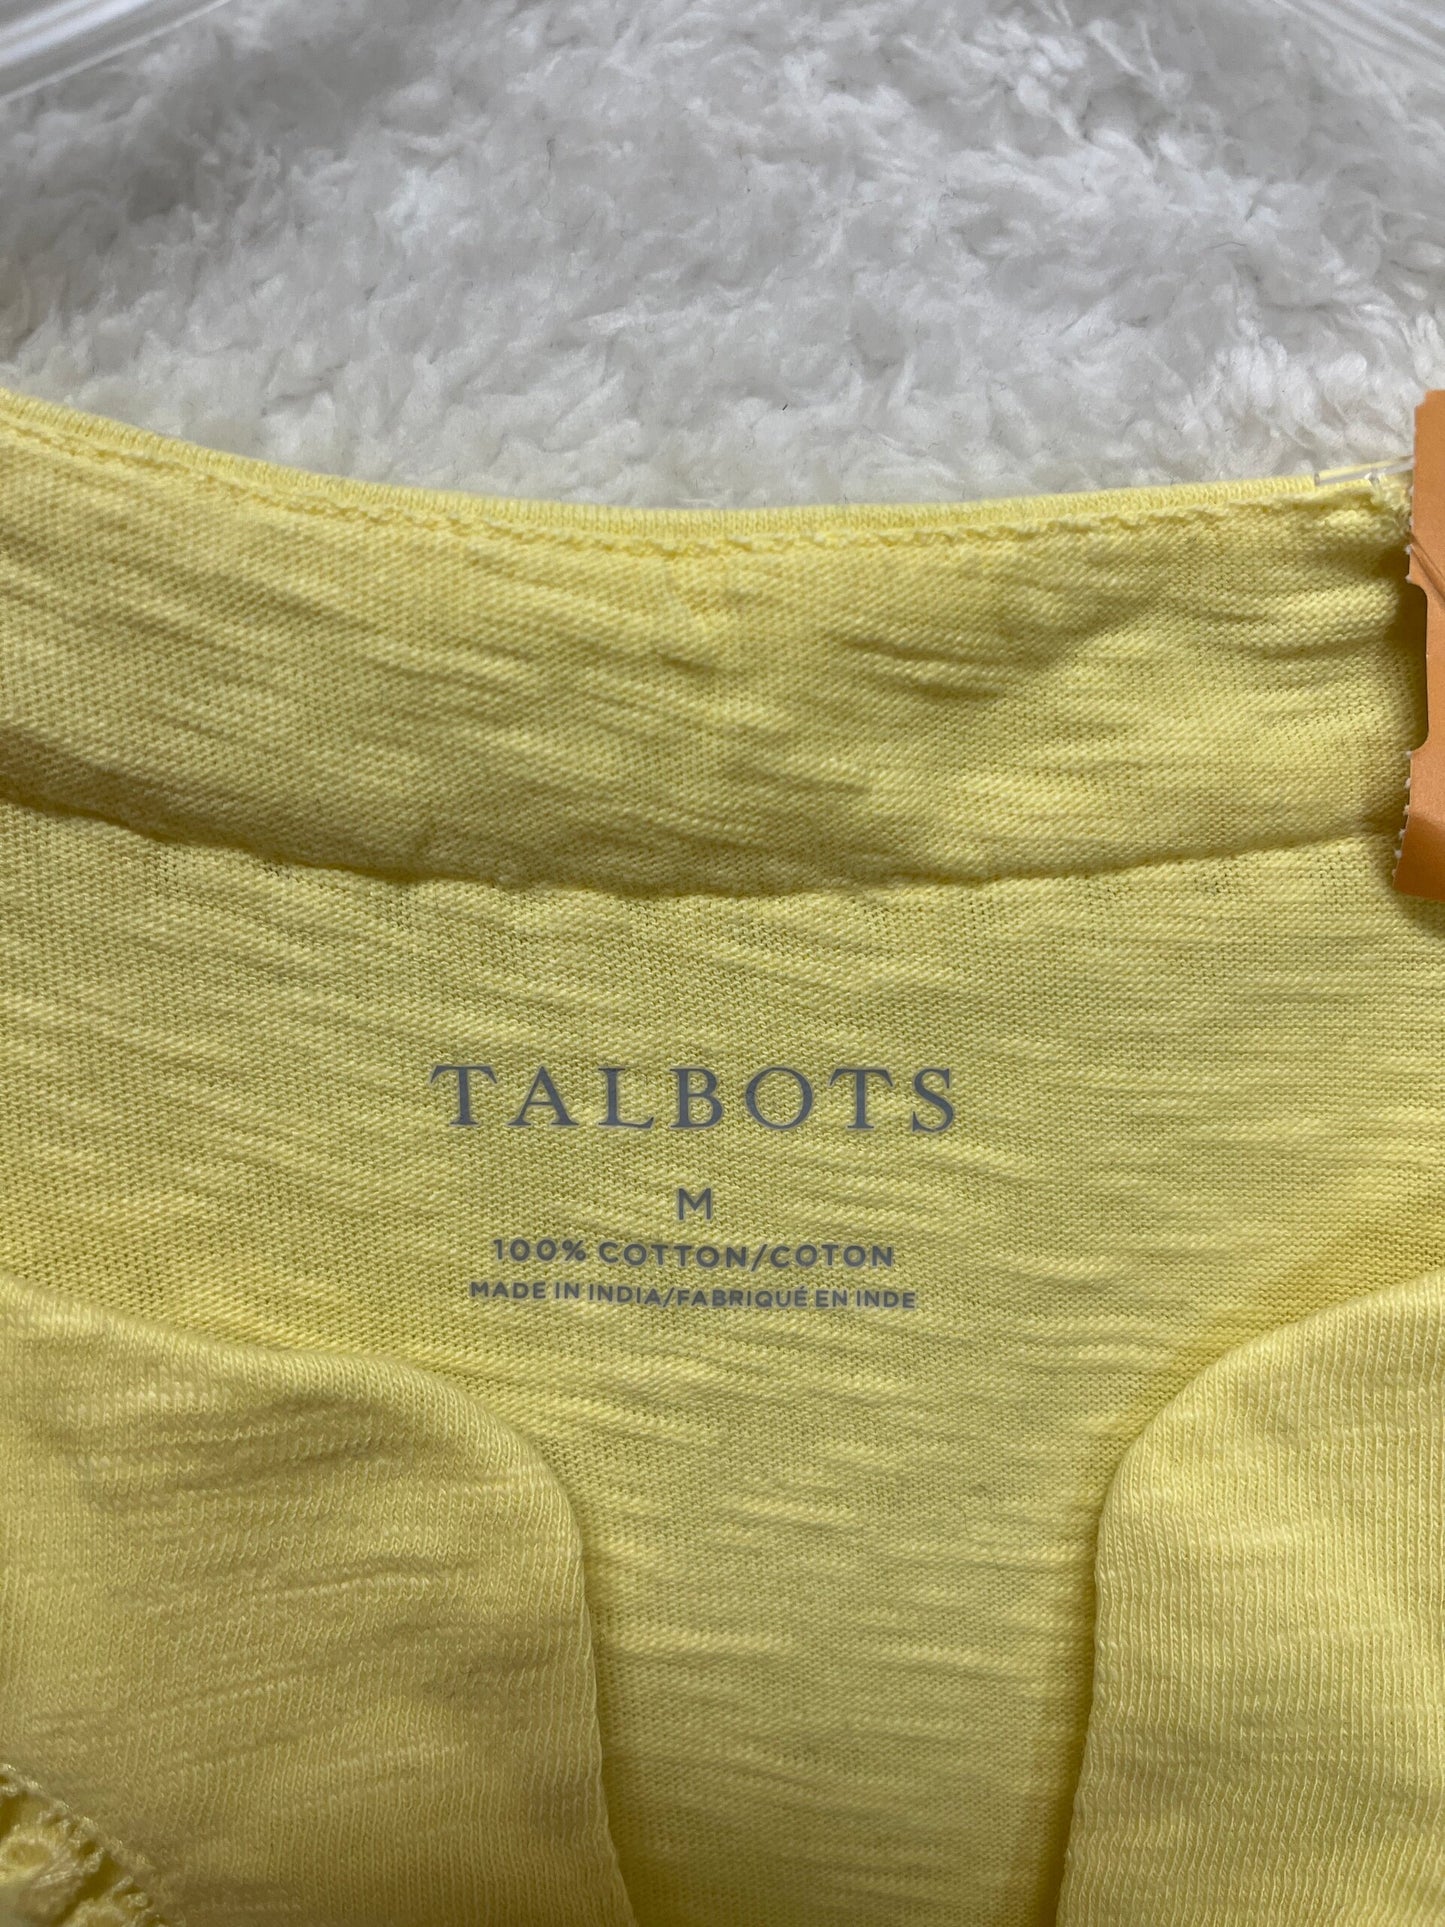 TALBOTS
M
100% COTTON/COTON
MADE IN INDIA/FABRIQUÉ EN INDE